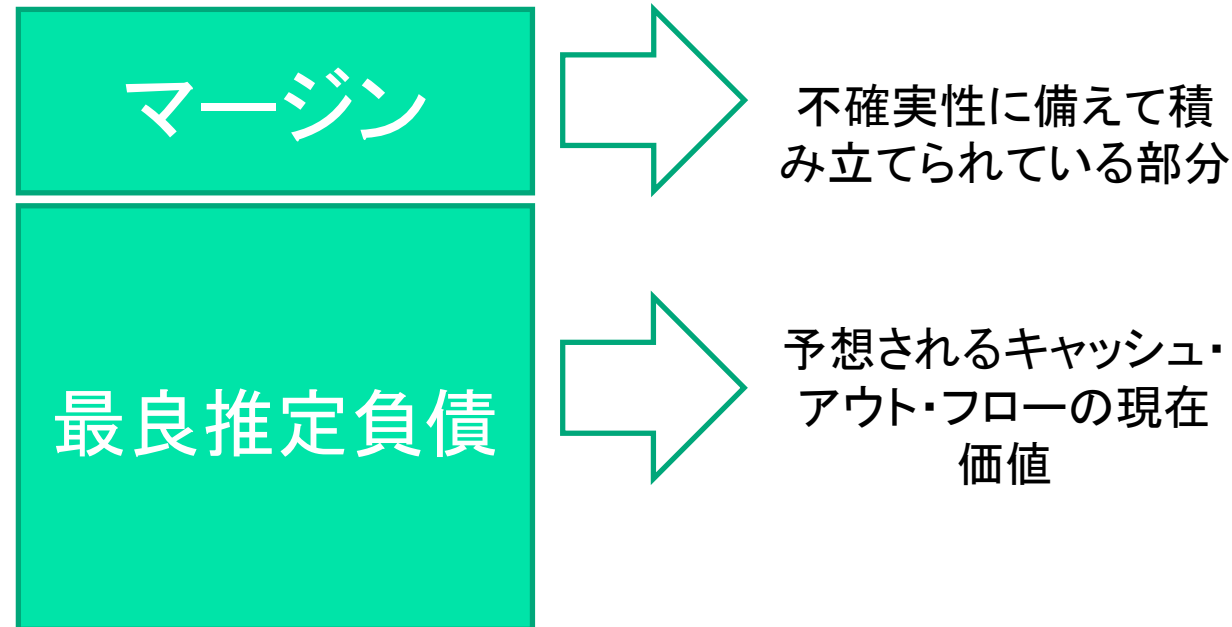 マージン
不確実性に備えて積
み立てられている部分
最良推定負債
予想されるキャッシュ・
アウト・フローの現在
価値